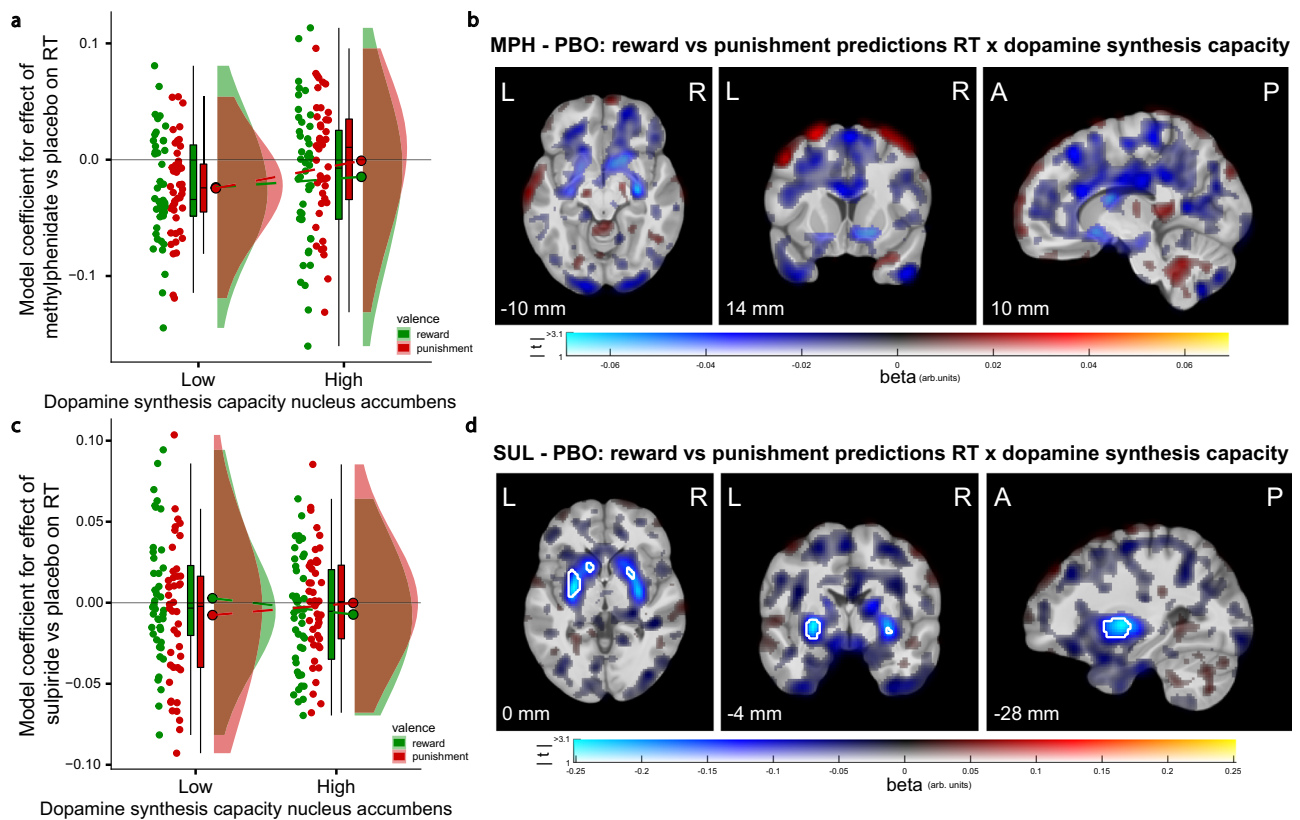 a
Model coefficient for effect of
methylphenidate vs placebo on RT
0.1
0.0
−0.1
valence
reward
punishment
Low
High
Dopamine synthesis capacity nucleus accumbens
b
MPH - PBO: reward vs punishment predictions RT x dopamine synthesis capacity
L
R
-10 mm
L
R
14 mm
A
P
10 mm
| t |
>3.1
1
-0.06
-0.04
-0.02
0
0.02
0.04
0.06
beta (arb.units)
c
Model coefficient for effect of
sulpiride vs placebo on RT
0.10
0.05
0.00
−0.05
−0.10
valence
reward
punishment
Low
High
Dopamine synthesis capacity nucleus accumbens
d
SUL - PBO: reward vs punishment predictions RT x dopamine synthesis capacity
L
R
0 mm
L
R
-4 mm
A
P
-28 mm
| t |
>3.1
1
-0.25
-0.2
-0.15
-0.1
-0.05
0
0.05
0.1
0.15
0.2
0.25
beta (arb. units)